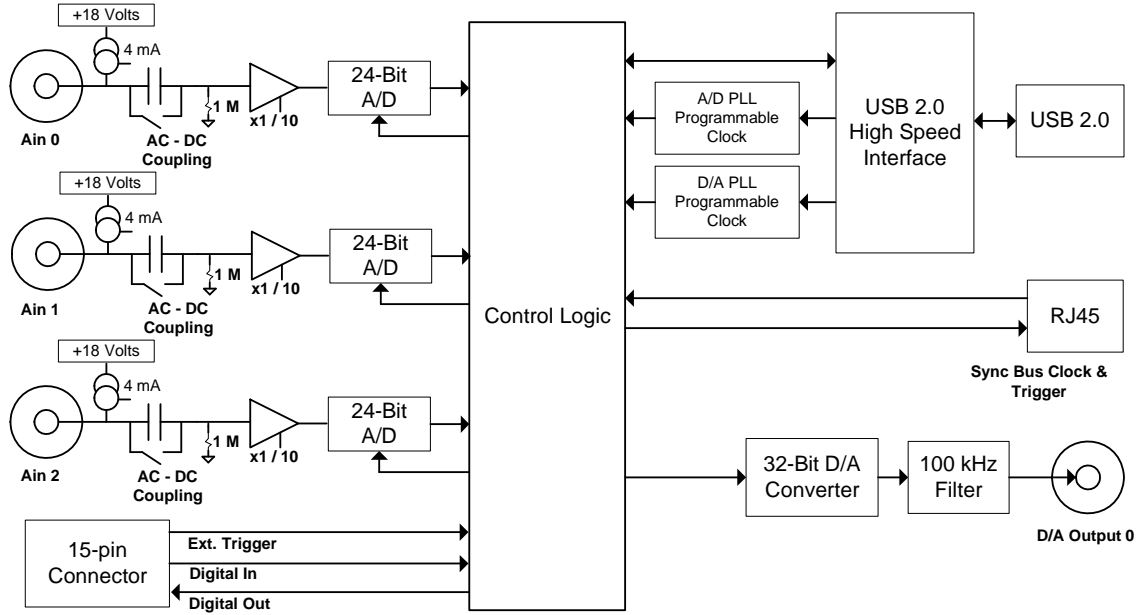 +18 Volts
4 mA
24-Bit
A/D
1 M
x1 / 10
AC - DC
Coupling
Ain 0
+18 Volts
4 mA
24-Bit
A/D
1 M
x1 / 10
AC - DC
Coupling
Ain 1
+18 Volts
4 mA
24-Bit
A/D
1 M
x1 / 10
AC - DC
Coupling
Ain 2
15-pin
Connector
Ext. Trigger
Digital In
Digital Out
Control Logic
A/D PLL
Programmable
Clock
D/A PLL
Programmable
Clock
USB 2.0
High Speed
Interface
USB 2.0
RJ45
Sync Bus Clock &
Trigger
32-Bit D/A
Converter
100 kHz
Filter
D/A Output 0